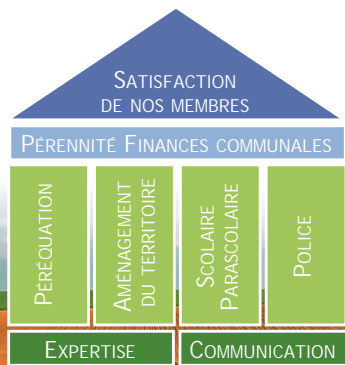 SATISFACTION
DE NOS MEMBRES
PÉRENNITÉ FINANCES COMMUNALES
PÉRÉQUATION
AMÉNAGEMENT
DU TERRITOIRE
SCOLAIRE
PARASCOLAIRE
POLICE
EXPERTISE
COMMUNICATION